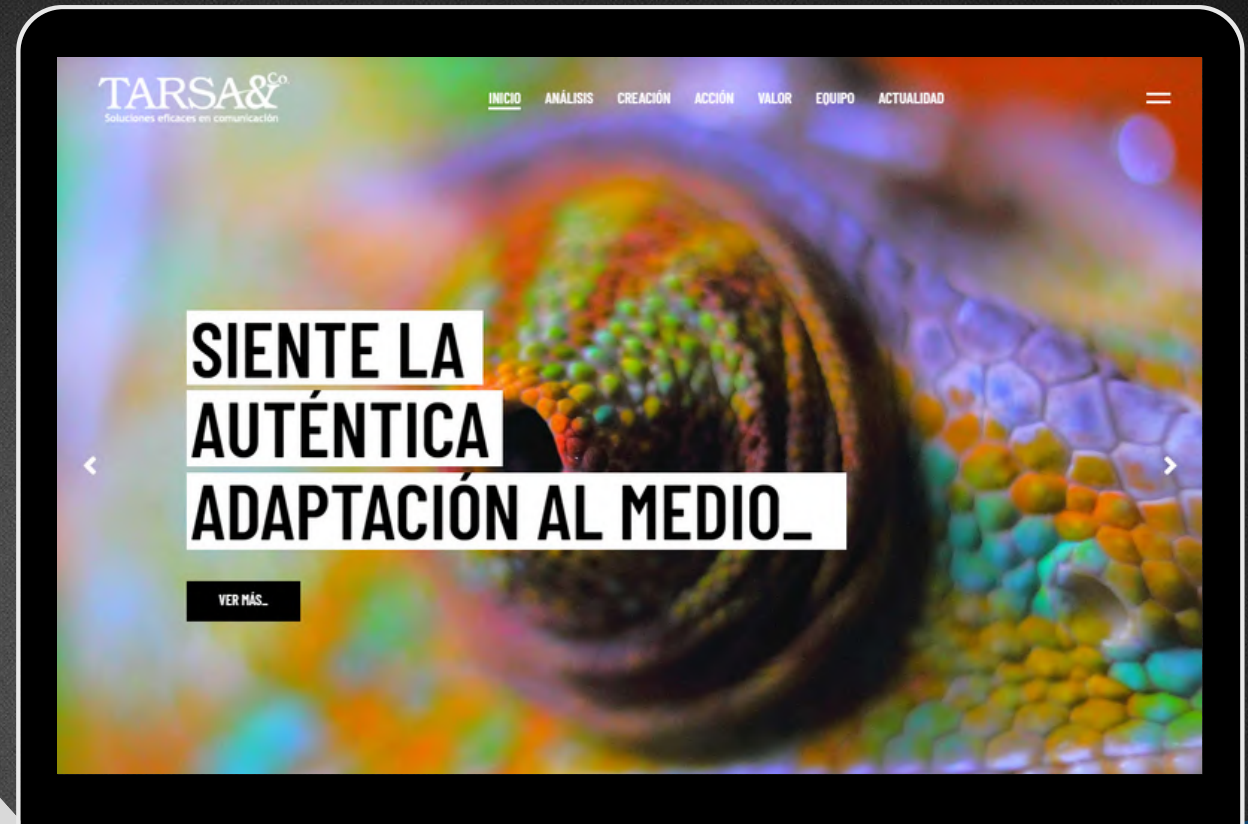 TARSA&Co.
Soluciones eficaces en comunicación
INICIO ANÁLISIS CREACIÓN ACCIÓN VALOR EQUIPO ACTUALIDAD
SIENTE LA
AUTÉNTICA
ADAPTACIÓN AL MEDIO_
VER MÁS_